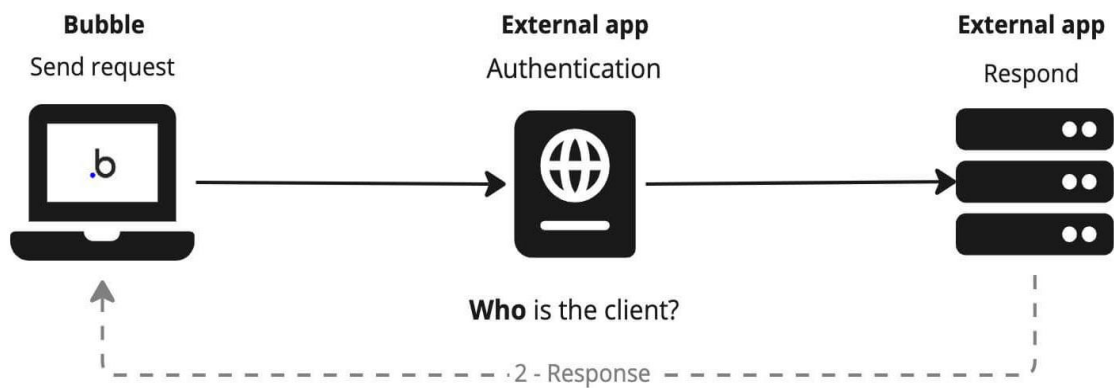 Bubble
Send request
External app
Authentication
External app
Respond
.b
Who is the client?
2 - Response